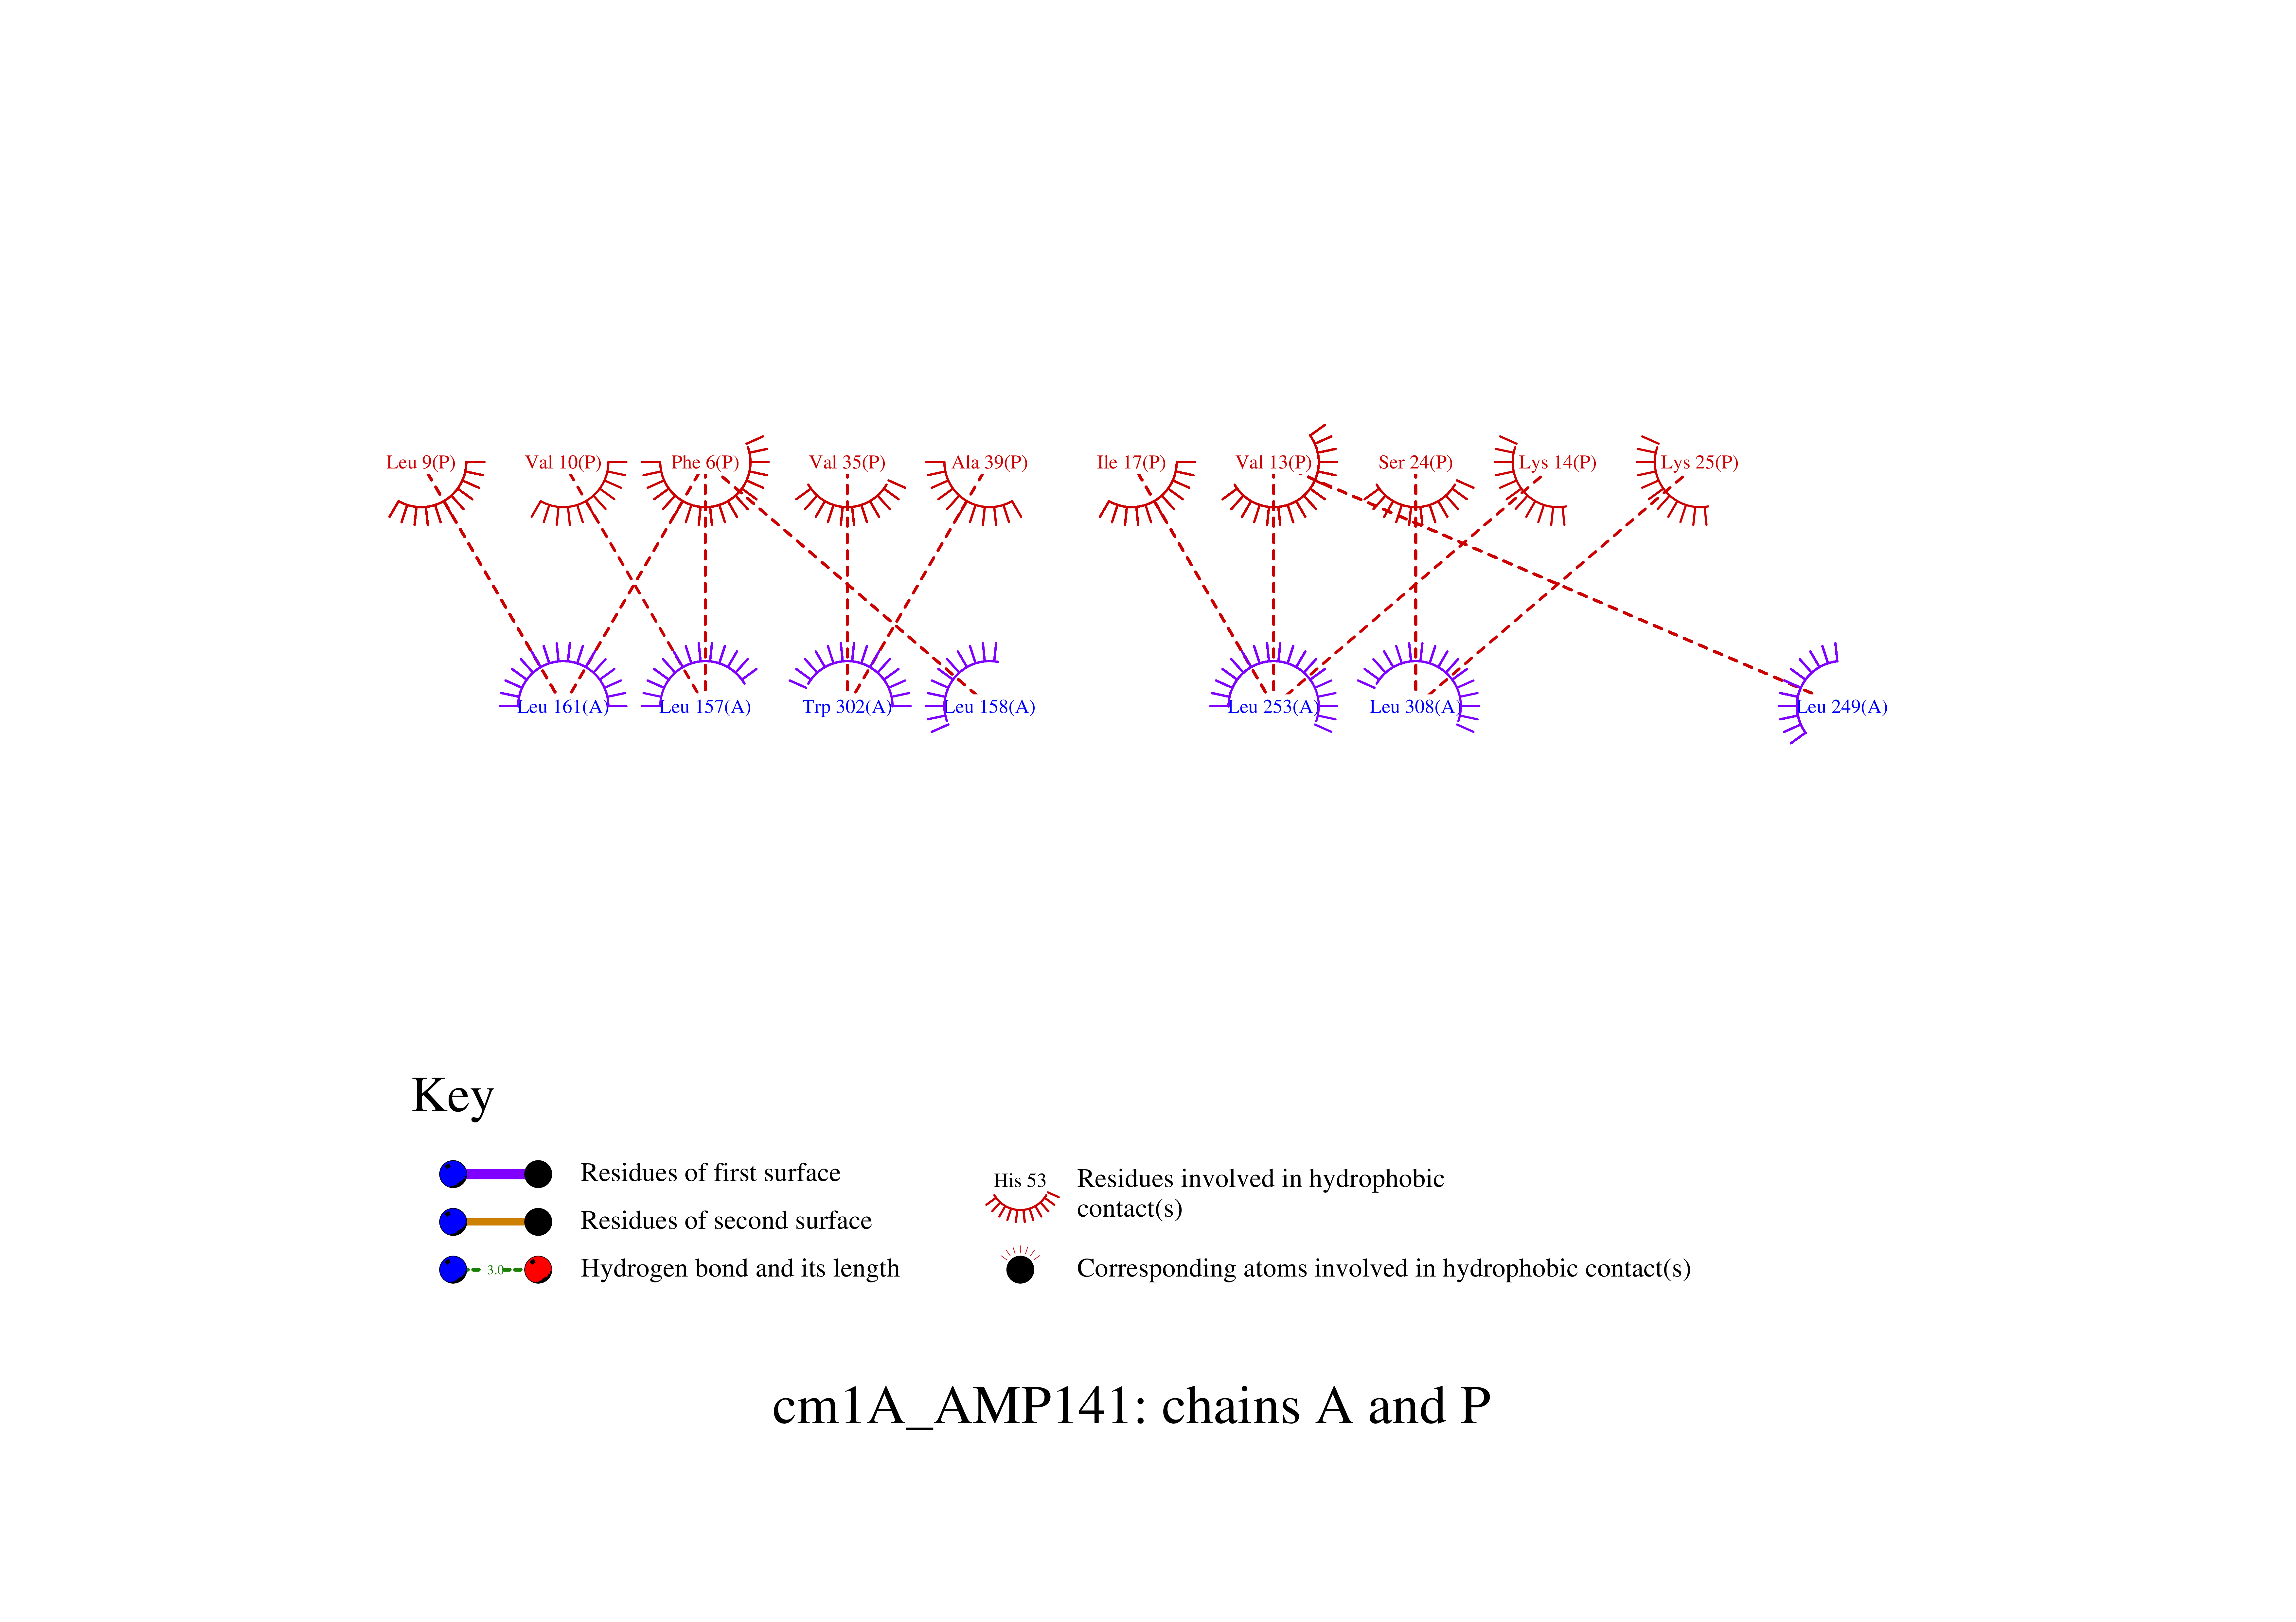 Leu 9(P) Val 10(P) Phe 6(P) Val 35(P) Ala 39(P) Ile 17(P) Val 13(P) Ser 24(P) Lys 14(P) Lys 25(P)
Leu 161(A) Leu 157(A) Trp 302(A) Leu 158(A) Leu 253(A) Leu 308(A) Leu 249(A)
Key
Residues of first surface
Residues of second surface
3.0 Hydrogen bond and its length
His 53 Residues involved in hydrophobic
contact(s)
Corresponding atoms involved in hydrophobic contact(s)
cm1A_AMP141: chains A and P